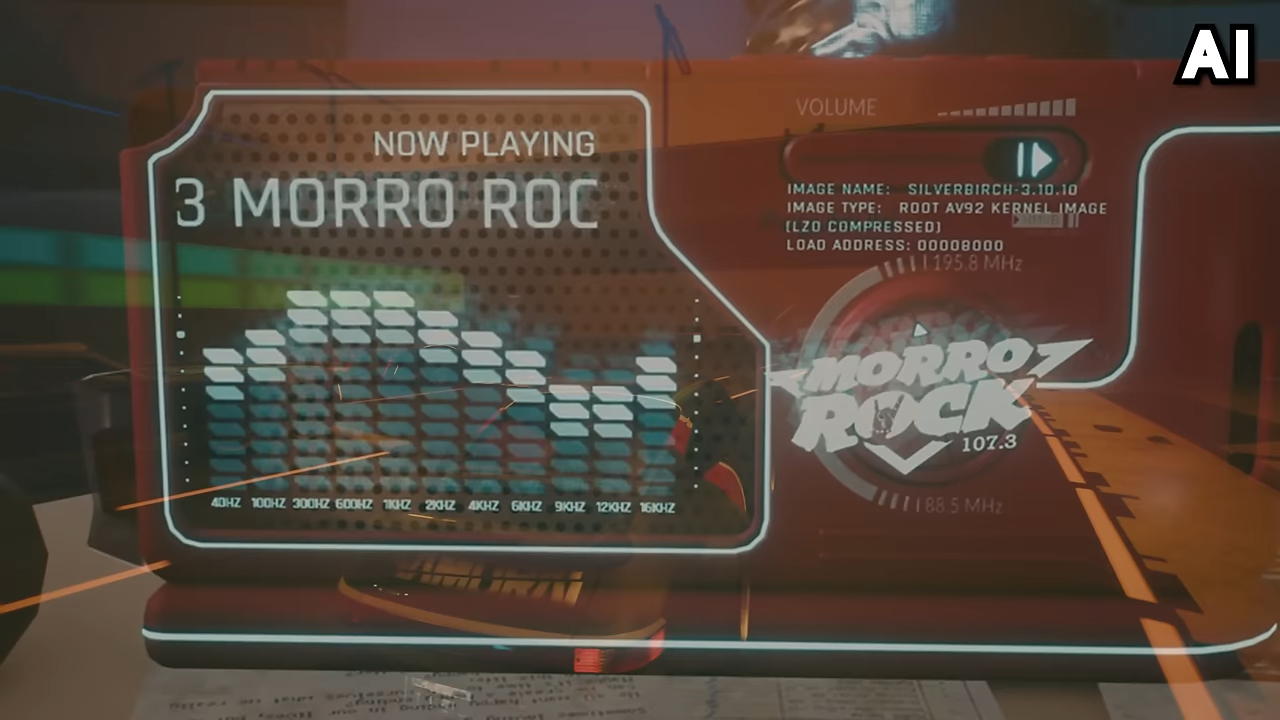 AI
NOW PLAYING
3 MORRO ROC
VOLUME
IMAGE NAME: SILVERBIRCH-3.10.10
IMAGE TYPE: ROOT AV92 KERNEL IMAGE
(LZO COMPRESSED)
LOAD ADDRESS: 00008000
195.8 MHz
MORRO
ROCK
107.3
88.5 MHz
40HZ 100HZ 300HZ 600HZ 1KHZ 2KHZ 4KHZ 6KHZ 9KHZ 12KHZ 16KHZ